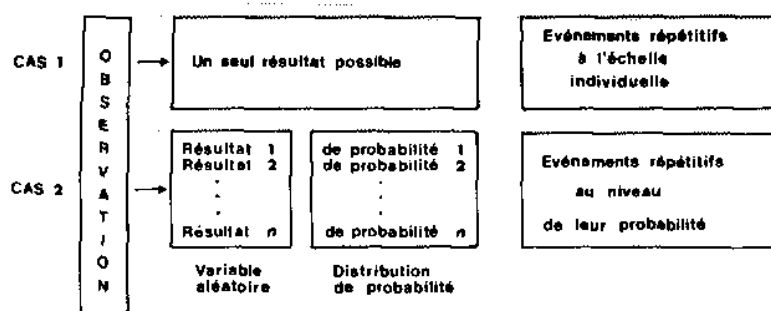 CAS 1
OBSERVATION
Un seul résultat possible
Evénements répétitifs
à l'échelle
individuelle
CAS 2
Résultat 1 de probabilité 1
Résultat 2 de probabilité 2
. .
. .
. .
Résultat n de probabilité n
Evénements répétitifs
au niveau
de leur probabilité
Variable
aléatoire
Distribution
de probabilité